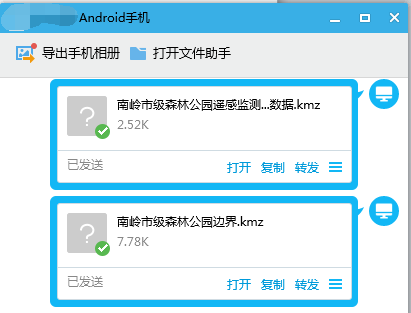 Android手机
导出手机相册 打开文件助手
南岭市级森林公园遥感监测...数据.kmz
2.52K
已发送 打开 复制 转发
南岭市级森林公园边界.kmz
7.78K
已发送 打开 复制 转发